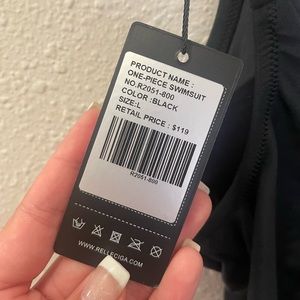 PRODUCT NAME :
ONE-PIECE SWIMSUIT
NO.R2051-800
COLOR :BLACK
SIZE:L
RETAIL PRICE : $119
R2051-800
WWW.RELLECIGA.COM